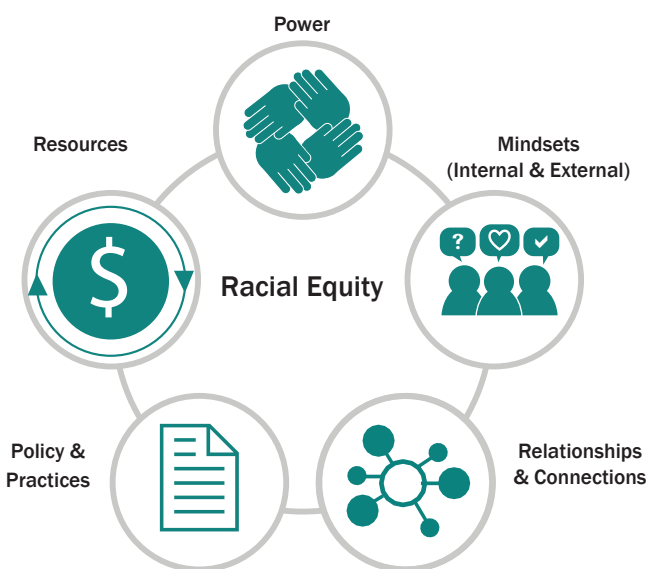 Power
Resources
Mindsets
(Internal & External)
$
?
Racial Equity
Policy &
Practices
Relationships
& Connections